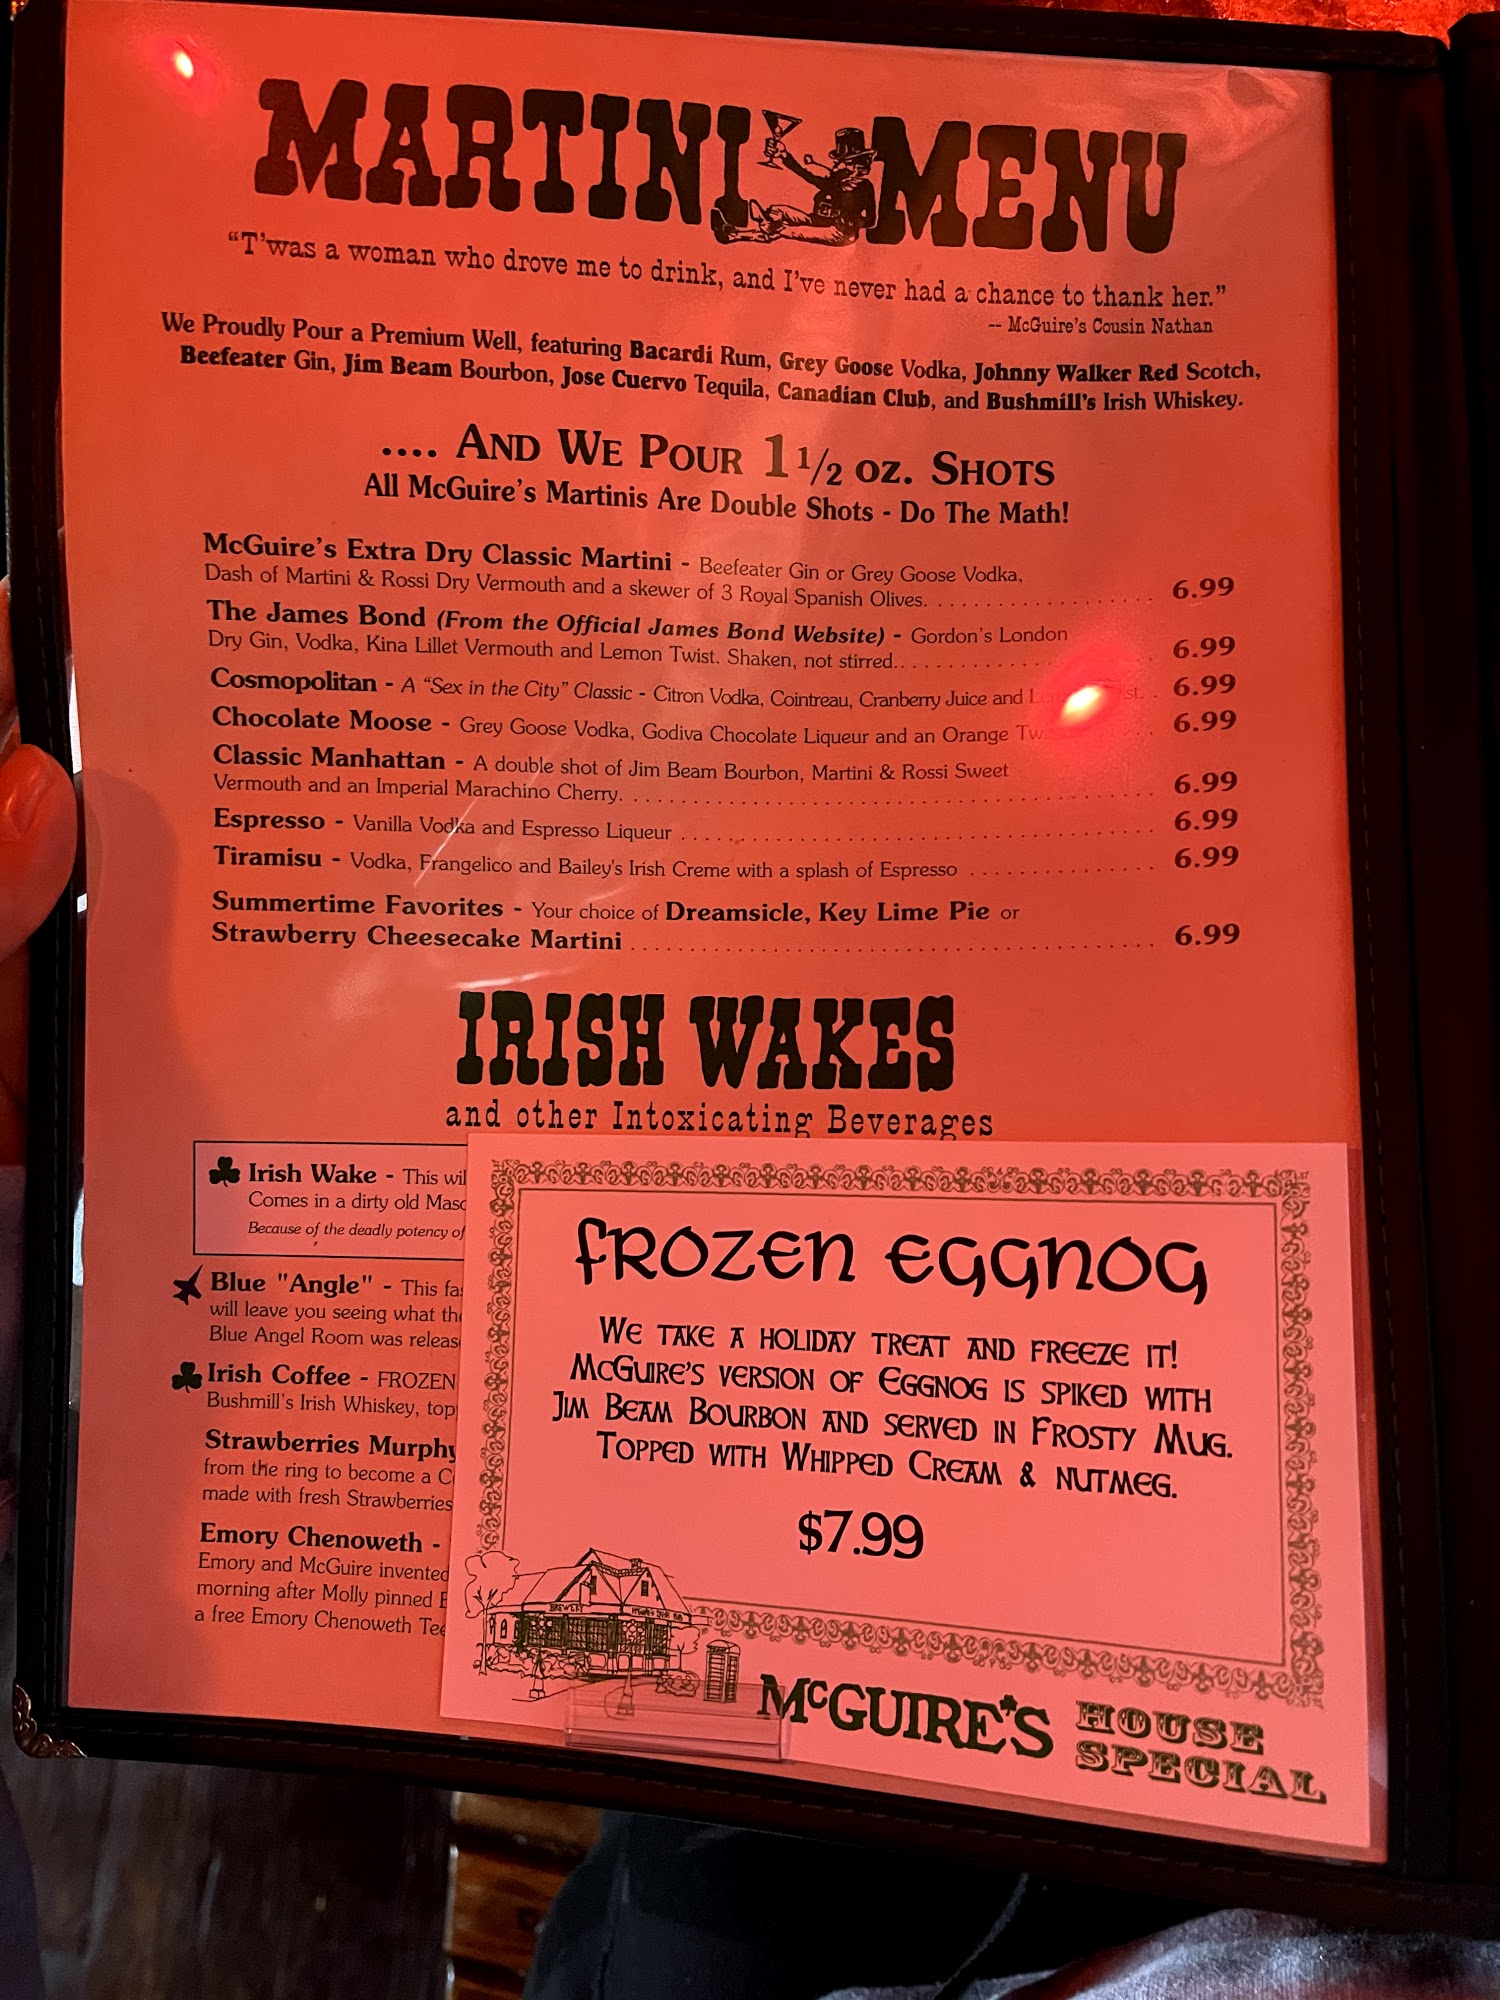 MARTINI MENU
"T'was a woman who drove me to drink, and I've never had a chance to thank her."
-- McGuire's Cousin Nathan
We Proudly Pour a Premium Well, featuring Bacardi Rum, Grey Goose Vodka, Johnny Walker Red Scotch,
Beefeater Gin, Jim Beam Bourbon, Jose Cuervo Tequila, Canadian Club, and Bushmill's Irish Whiskey.
.... AND WE POUR 1 1/2 OZ. SHOTS
All McGuire's Martinis Are Double Shots - Do The Math!
McGuire's Extra Dry Classic Martini - Beefeater Gin or Grey Goose Vodka,
Dash of Martini & Rossi Dry Vermouth and a skewer of 3 Royal Spanish Olives. 6.99
The James Bond (From the Official James Bond Website) - Gordon's London
Dry Gin, Vodka, Kina Lillet Vermouth and Lemon Twist. Shaken, not stirred. 6.99
Cosmopolitan - A "Sex in the City" Classic - Citron Vodka, Cointreau, Cranberry Juice and 6.99
Chocolate Moose - Grey Goose Vodka, Godiva Chocolate Liqueur and an Orange 6.99
Classic Manhattan - A double shot of Jim Beam Bourbon, Martini & Rossi Sweet
Vermouth and an Imperial Marachino Cherry. 6.99
Espresso - Vanilla Vodka and Espresso Liqueur 6.99
Tiramisu - Vodka, Frangelico and Bailey's Irish Creme with a splash of Espresso 6.99
Summertime Favorites - Your choice of Dreamsicle, Key Lime Pie or
Strawberry Cheesecake Martini 6.99
IRISH WAKES
and other Intoxicating Beverages
Irish Wake - This wil
Comes in a dirty old Maso
Because of the deadly potency of
Blue "Angle" - This fa
will leave you seeing what th
Blue Angel Room was releas
Irish Coffee - FROZEN
Bushmill's Irish Whiskey, top
Strawberries Murphy
from the ring to become a C
made with fresh Strawberries
Emory Chenoweth -
Emory and McGuire invented
morning after Molly pinned E
a free Emory Chenoweth Tee
FROZEN EGGNOG
WE TAKE A HOLIDAY TREAT AND FREEZE IT!
MCGUIRE'S VERSION OF EGGNOG IS SPIKED WITH
JIM BEAM BOURBON AND SERVED IN FROSTY MUG.
TOPPED WITH WHIPPED CREAM & NUTMEG.
$7.99
BREWERY
MCGUIRE'S HOUSE
SPECIAL